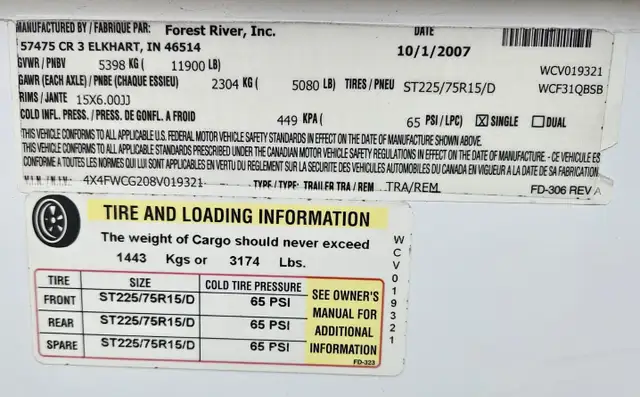 MANUFACTURED BY / FABRIQUE PAR: Forest River, Inc. DATE
57475 CR 3 ELKHART, IN 46514 10/1/2007
GVWR / PNBV 5398 KG ( 11900 LB) WCV019321
GAWR (EACH AXLE) / PNBE (CHAQUE ESSIEU) 2304 KG ( 5080 LB) TIRES / PNEU ST225/75R15/D WCF31QBSB
RIMS / JANTE 15X6.00JJ
COLD INFL. PRESS. / PRESS. DE GONFL. A FROID 449 KPA ( 65 PSI / LPC) ☒ SINGLE ☐ DUAL
THIS VEHICLE CONFORMS TO ALL APPLICABLE U.S. FEDERAL MOTOR VEHICLE SAFETY STANDARDS IN EFFECT ON THE DATE OF MANUFACTURE SHOWN ABOVE.
THIS VEHICLE CONFORMS TO ALL APPLICABLE STANDARDS PRESCRIBED UNDER THE CANADIAN MOTOR VEHICLE SAFETY REGULATIONS IN EFFECT ON THE DATE OF MANUFACTURE. - CE VEHICULE ES
CONFORME A TOUTES LES NORMES QUI LUI SONT APPLICABLES EN VERTU DU REGLEMENT SUR LA SECURITE DES VEHICULES AUTOMOBILES DU CANADA EN VIGUEUR A LA DATE DE SA FABRICATION
V.I.N. / N.I.V. 4X4FWCG208V019321 TYPE / TYPE: TRAILER TRA / REM TRA/REM
FD-306 REV A
TIRE AND LOADING INFORMATION
The weight of Cargo should never exceed
1443 Kgs or 3174 Lbs.
WCV019321
TIRE SIZE COLD TIRE PRESSURE
FRONT ST225/75R15/D 65 PSI
REAR ST225/75R15/D 65 PSI
SPARE ST225/75R15/D 65 PSI
SEE OWNER'S
MANUAL FOR
ADDITIONAL
INFORMATION
FD-323